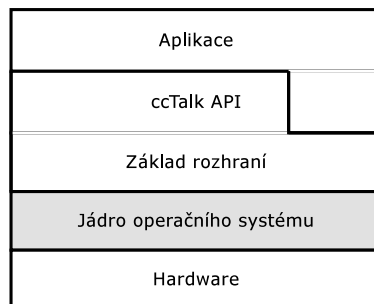 Aplikace
ccTalk API
Základ rozhraní
Jádro operačního systému
Hardware